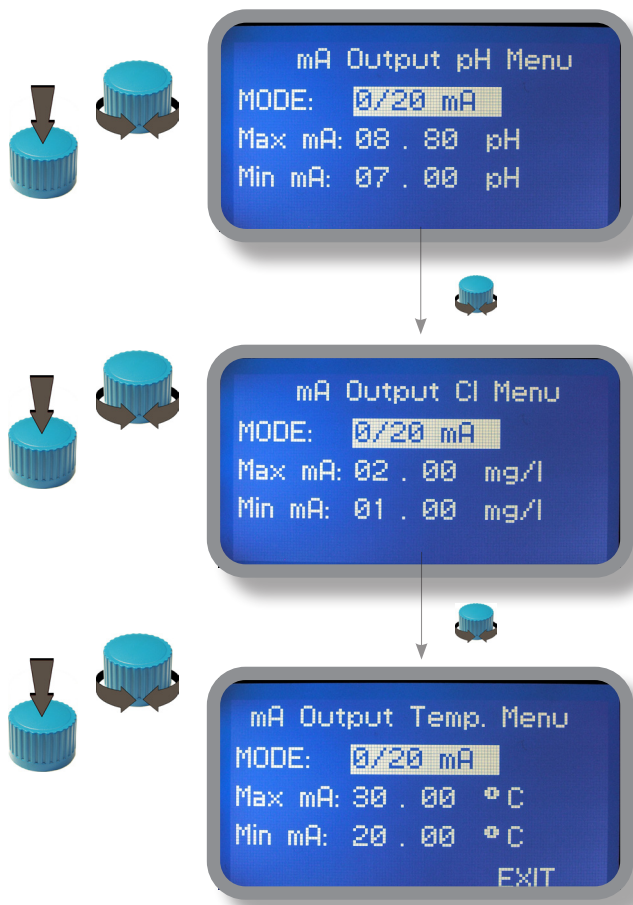 mA Output pH Menu
MODE: 0/20 mA
Max mA: 08 . 80 pH
Min mA: 07 . 00 pH
mA Output Cl Menu
MODE: 0/20 mA
Max mA: 02 . 00 mg/l
Min mA: 01 . 00 mg/l
mA Output Temp. Menu
MODE: 0/20 mA
Max mA: 30 . 00 °C
Min mA: 20 . 00 °C
EXIT